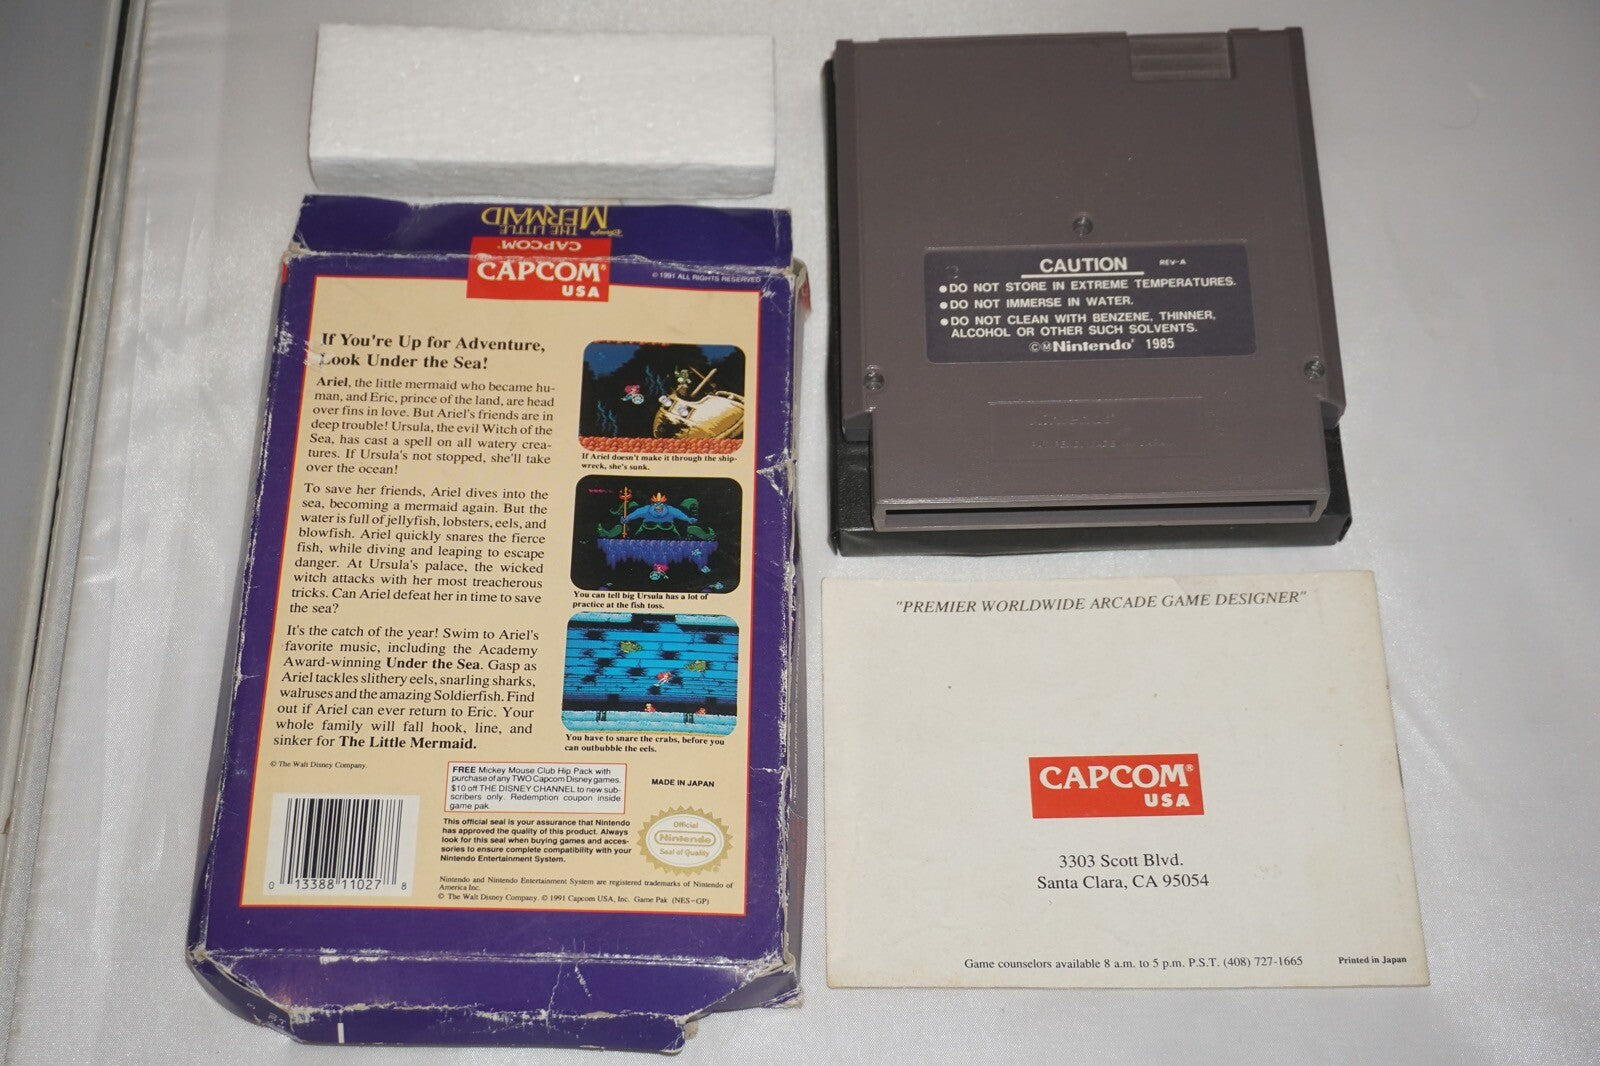 Disney's
THE LITTLE
MERMAID
CAPCOM
CAPCOM®
USA
© 1991 ALL RIGHTS RESERVED
If You're Up for Adventure,
Look Under the Sea!
Ariel, the little mermaid who became hu-
man, and Eric, prince of the land, are head
over fins in love. But Ariel's friends are in
deep trouble! Ursula, the evil Witch of the
Sea, has cast a spell on all watery crea-
tures. If Ursula's not stopped, she'll take
over the ocean!
To save her friends, Ariel dives into the
sea, becoming a mermaid again. But the
water is full of jellyfish, lobsters, eels, and
blowfish. Ariel quickly snares the fierce
fish, while diving and leaping to escape
danger. At Ursula's palace, the wicked
witch attacks with her most treacherous
tricks. Can Ariel defeat her in time to save
the sea?
It's the catch of the year! Swim to Ariel's
favorite music, including the Academy
Award-winning Under the Sea. Gasp as
Ariel tackles slithery eels, snarling sharks,
walruses and the amazing Soldierfish. Find
out if Ariel can ever return to Eric. Your
whole family will fall hook, line, and
sinker for The Little Mermaid.
© The Walt Disney Company.
If Ariel doesn't make it through the ship-
wreck, she's sunk.
You can tell big Ursula has a lot of
practice at the fish toss.
You have to snare the crabs, before you
can outbubble the eels.
FREE Mickey Mouse Club Hip Pack with
purchase of any TWO Capcom Disney games.
$10 off THE DISNEY CHANNEL to new sub-
scribers only. Redemption coupon inside
game pak.
MADE IN JAPAN
This official seal is your assurance that Nintendo
has approved the quality of this product. Always
look for this seal when buying games and acces-
sories to ensure complete compatibility with your
Nintendo Entertainment System.
Official
Nintendo
Seal of Quality
0 13388 11027 8
Nintendo and Nintendo Entertainment System are registered trademarks of Nintendo of
America Inc.
© The Walt Disney Company. © 1991 Capcom USA, Inc. Game Pak (NES-GP)
CAUTION REV-A
●DO NOT STORE IN EXTREME TEMPERATURES.
●DO NOT IMMERSE IN WATER.
●DO NOT CLEAN WITH BENZENE, THINNER,
ALCOHOL OR OTHER SUCH SOLVENTS.
©ⓂNintendo® 1985
"PREMIER WORLDWIDE ARCADE GAME DESIGNER"
CAPCOM®
USA
3303 Scott Blvd.
Santa Clara, CA 95054
Game counselors available 8 a.m. to 5 p.m. P.S.T. (408) 727-1665
Printed in Japan